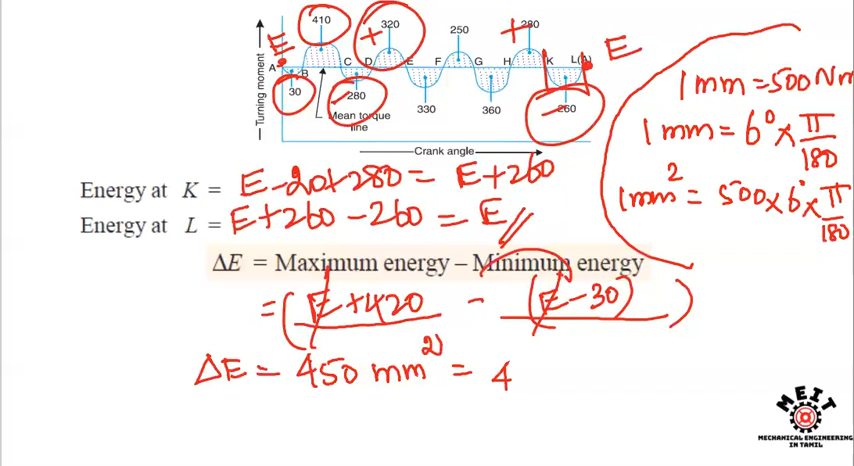 410
320
250
280
E
+
+
E
A
B
C
D
E
F
G
H
K
L(A)
30
-280
330
360
-260
Turning moment
Mean torque
line
Crank angle
1 mm = 500 Nm
1 mm = 6° × π/180
1 mm² = 500 × 6° × π/180
Energy at K = E-20+280 = E+260
Energy at L = E+260-260 = E
ΔE = Maximum energy – Minimum energy
= (E+420 - (E-30))
ΔE = 450 mm² = 4
MEIT
MECHANICAL ENGINEERING
IN TAMIL